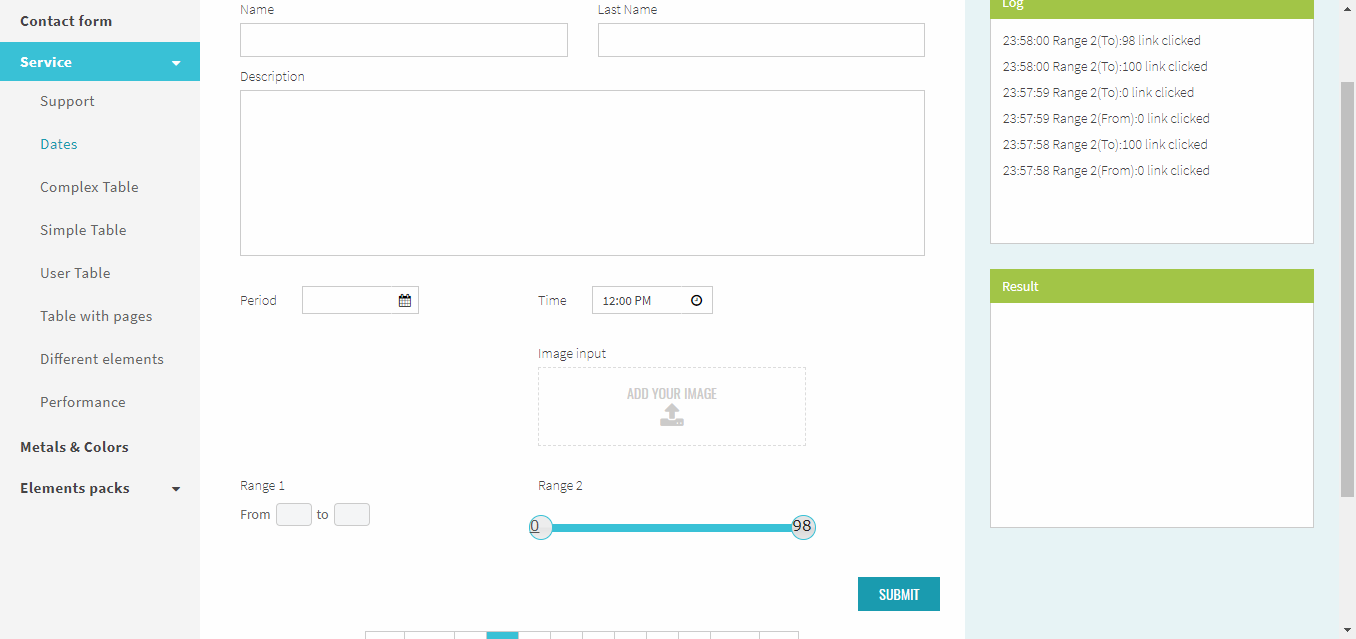 Contact form
Service
Support
Dates
Complex Table
Simple Table
User Table
Table with pages
Different elements
Performance
Metals & Colors
Elements packs
Name
Last Name
Description
Period
Time
12:00 PM
Image input
ADD YOUR IMAGE
Range 1
From
to
Range 2
0
98
SUBMIT
Log
23:58:00 Range 2(To):98 link clicked
23:58:00 Range 2(To):100 link clicked
23:57:59 Range 2(To):0 link clicked
23:57:59 Range 2(From):0 link clicked
23:57:58 Range 2(To):100 link clicked
23:57:58 Range 2(From):0 link clicked
Result